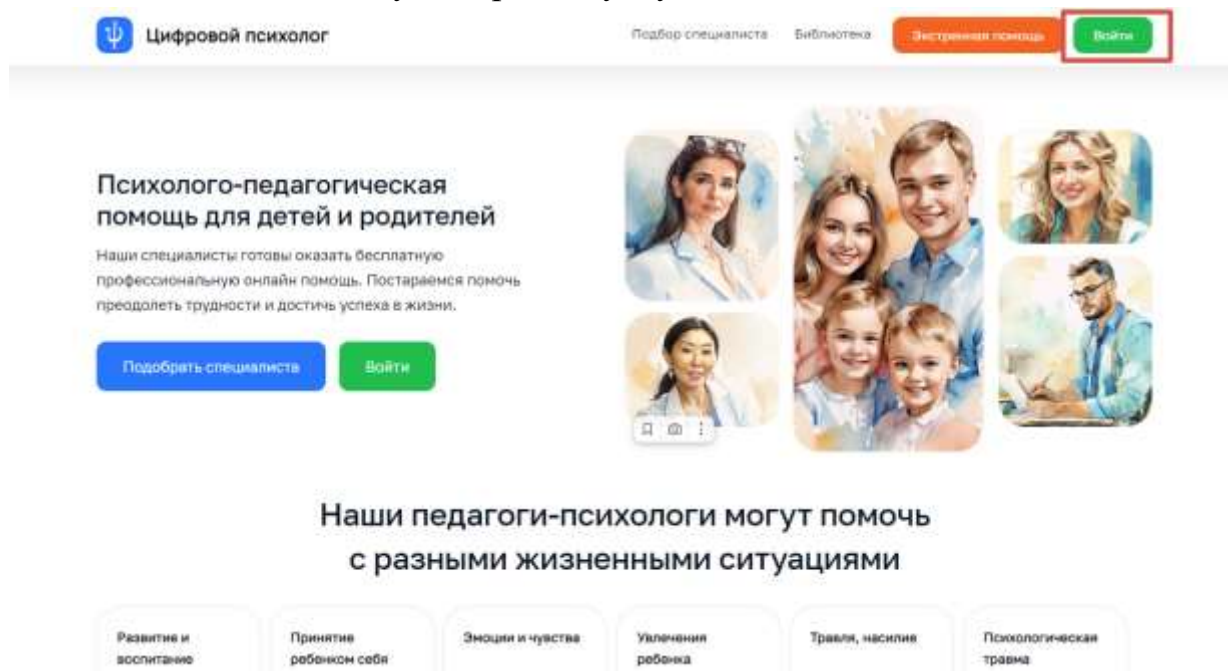 Цифровой психолог
Подбор специалиста
Библиотека
Экстренная помощь
Войти
Психолого-педагогическая
помощь для детей и родителей
Наши специалисты готовы оказать бесплатную
профессиональную онлайн помощь. Постараемся помочь
преодолеть трудности и достичь успеха в жизни.
Подобрать специалиста
Войти
Наши педагоги-психологи могут помочь
с разными жизненными ситуациями
Развитие и
воспитание
Принятие
ребенком себя
Эмоции и чувства
Увлечения
ребенка
Травля, насилие
Психологическая
травма